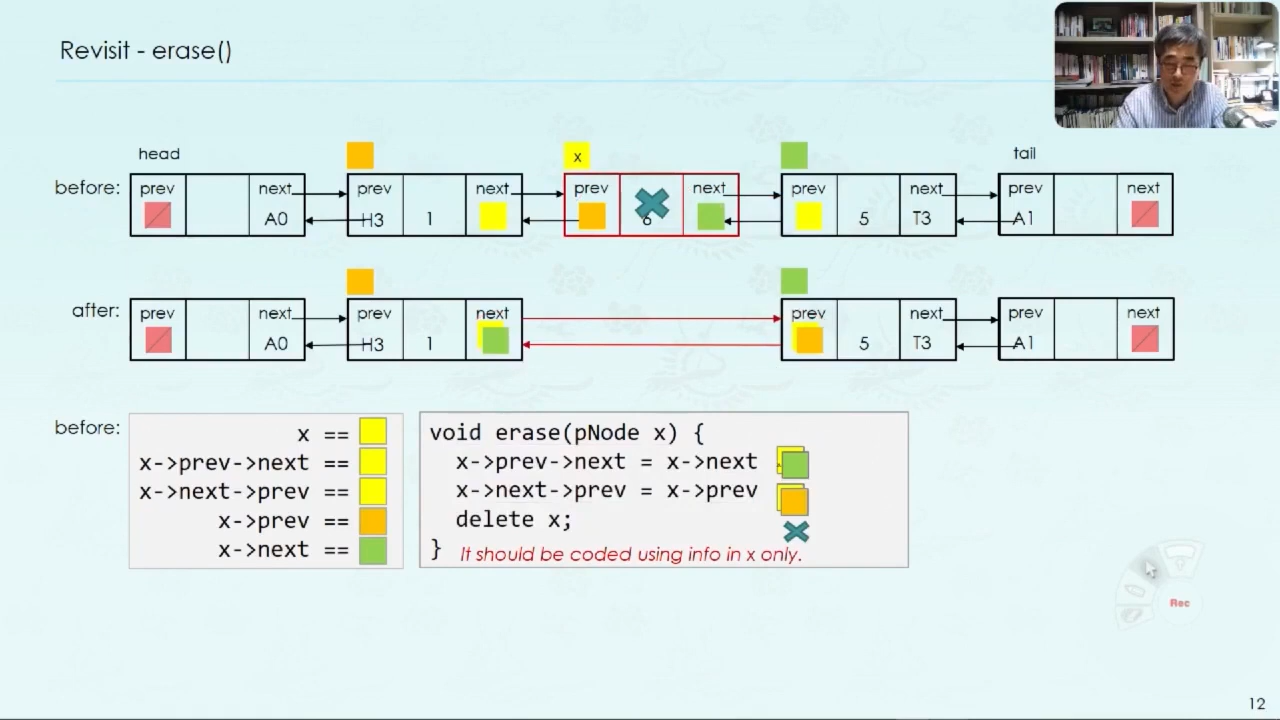 Revisit - erase()
head x tail
before: prev next prev next prev next prev next prev next
A0 H3 1 6 5 T3 A1
after: prev next prev next prev next prev next
A0 H3 1 5 T3 A1
before:
x ==
x->prev->next ==
x->next->prev ==
x->prev ==
x->next ==
void erase(pNode x) {
x->prev->next = x->next
x->next->prev = x->prev
delete x;
} It should be coded using info in x only.
Rec
12